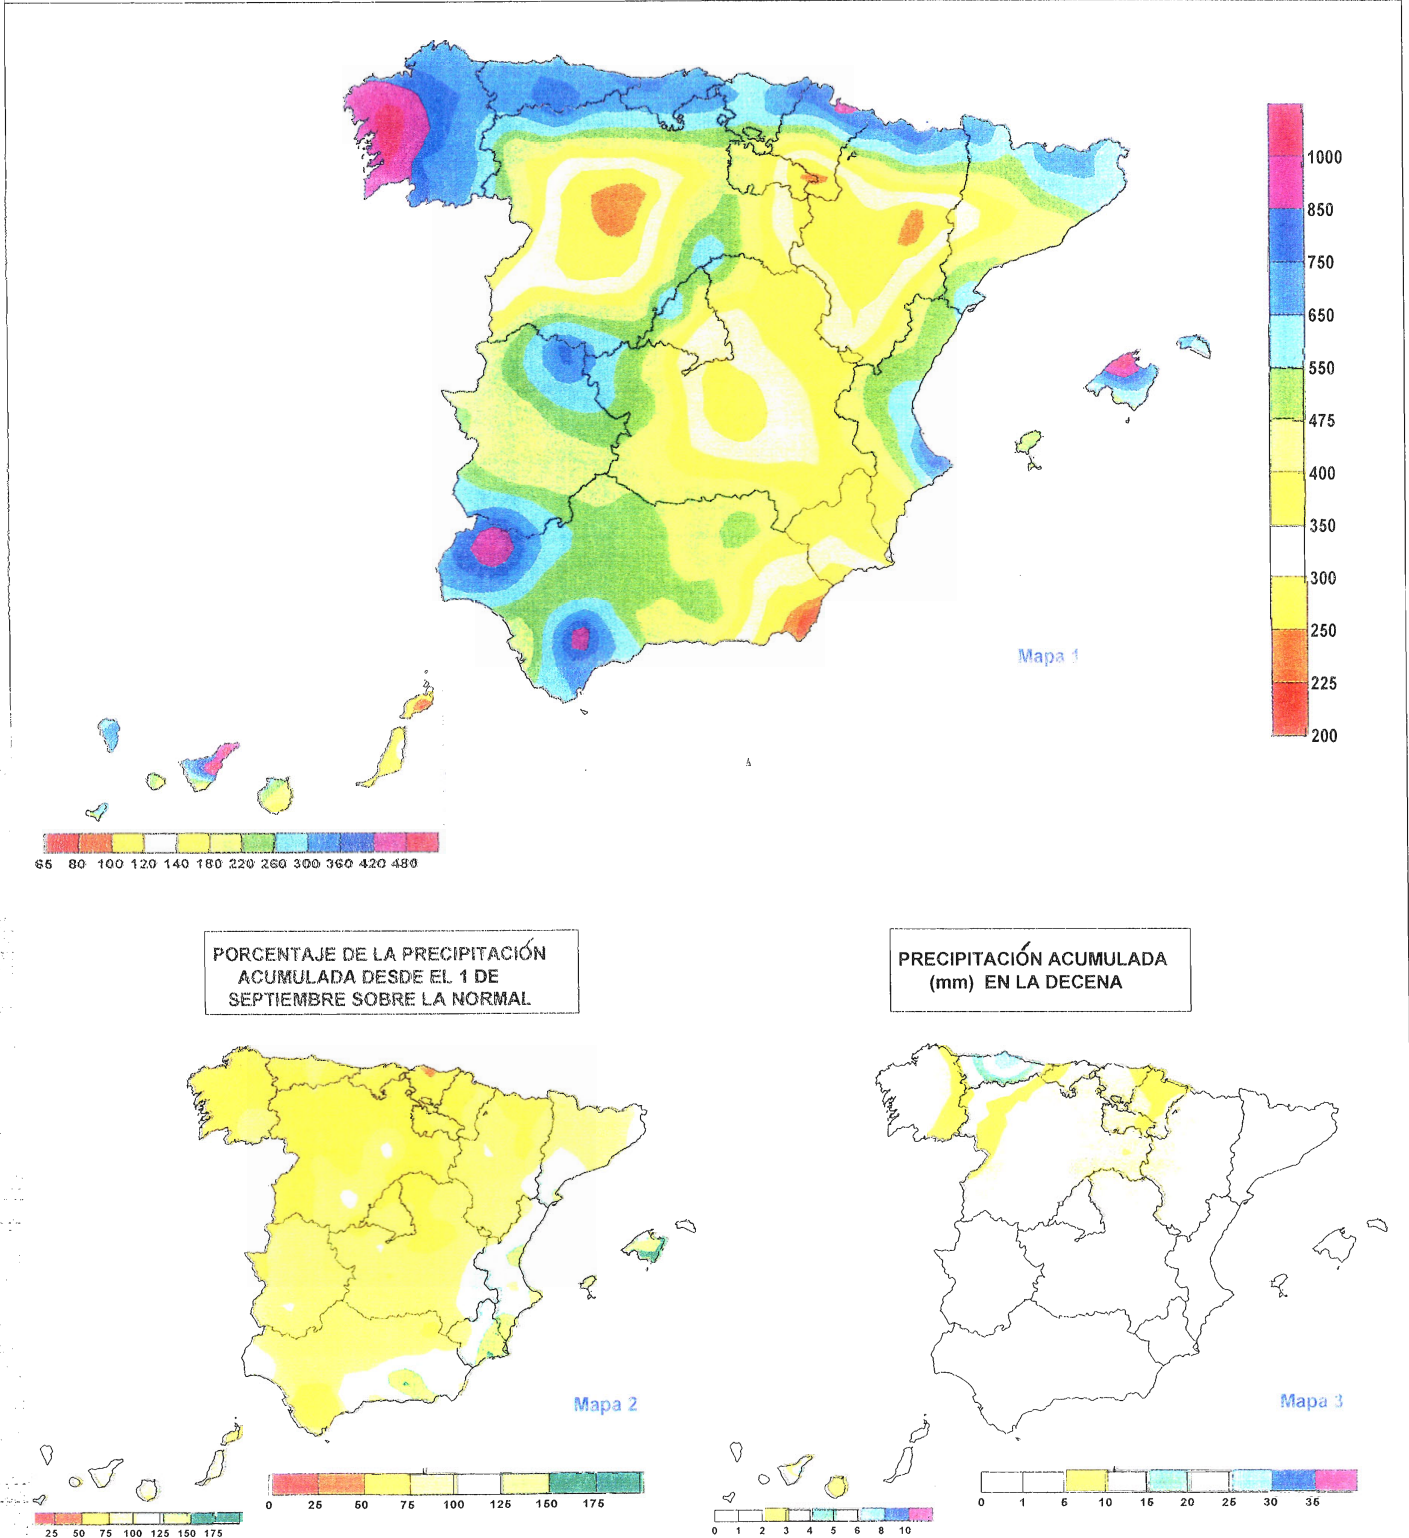 1000
850
750
650
550
475
400
350
300
250
225
200
Mapa 1
65 80 100 120 140 180 220 260 300 360 420 480
PORCENTAJE DE LA PRECIPITACIÓN
ACUMULADA DESDE EL 1 DE
SEPTIEMBRE SOBRE LA NORMAL
PRECIPITACIÓN ACUMULADA
(mm) EN LA DECENA
Mapa 2
Mapa 3
0 25 50 75 100 125 150 175
25 50 75 100 125 150 175
0 1 5 10 16 20 25 30 35
0 1 2 3 4 5 6 8 10